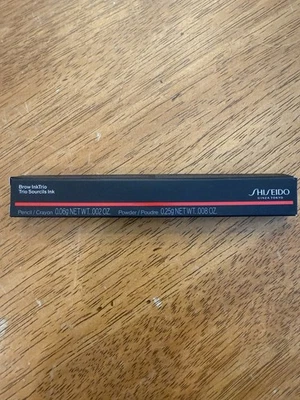 Brow InkTrio
Trio Sourcils Ink
SHISEIDO
GINZA TOKYO
Pencil / Crayon 0.06g NET WT. .002 OZ. Powder / Poudre 0.25g NET WT. .008 OZ.